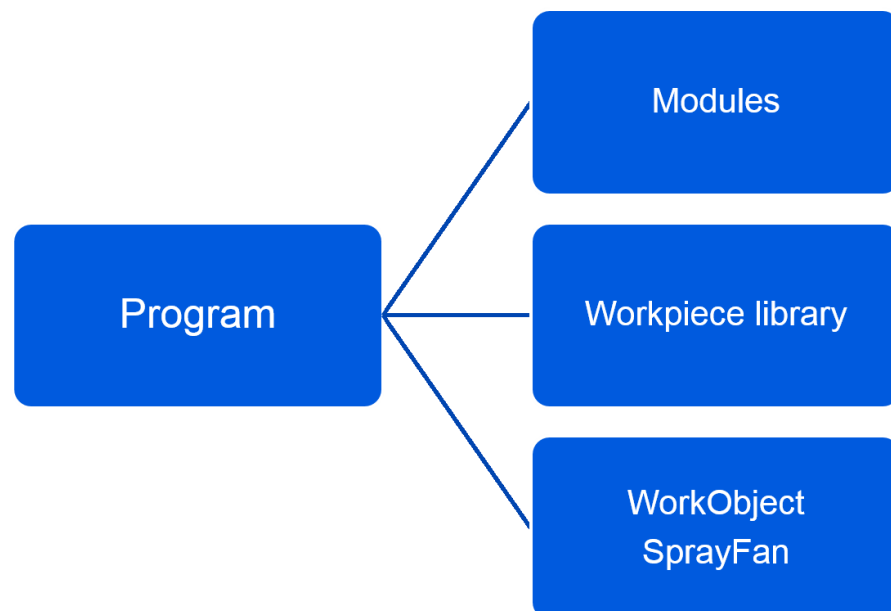 Modules
Program
Workpiece library
WorkObject
SprayFan